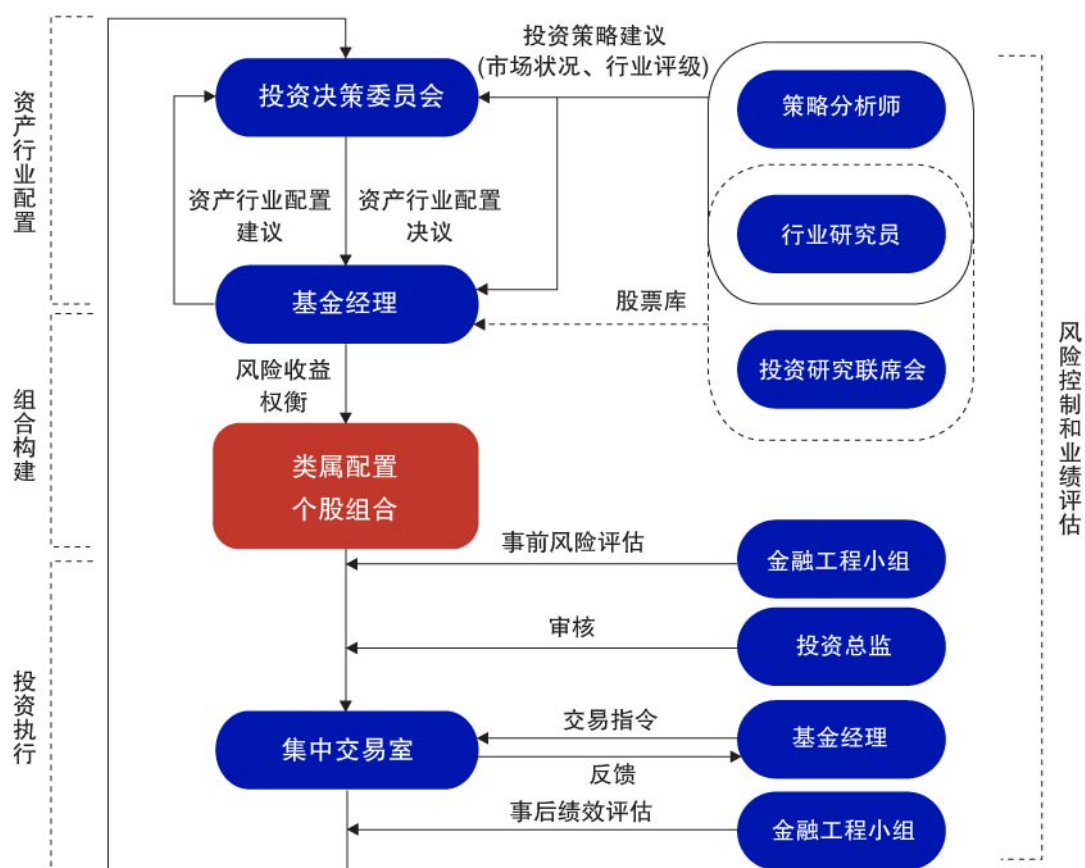 投资策略建议
(市场状况、行业评级)
投资决策委员会
策略分析师
资产行业配置
资产行业配置
建议
资产行业配置
决议
行业研究员
基金经理
股票库
投资研究联席会
风险收益
权衡
组合构建
类属配置
个股组合
风险控制和业绩评估
事前风险评估
金融工程小组
审核
投资总监
投资执行
集中交易室
交易指令
反馈
基金经理
事后绩效评估
金融工程小组